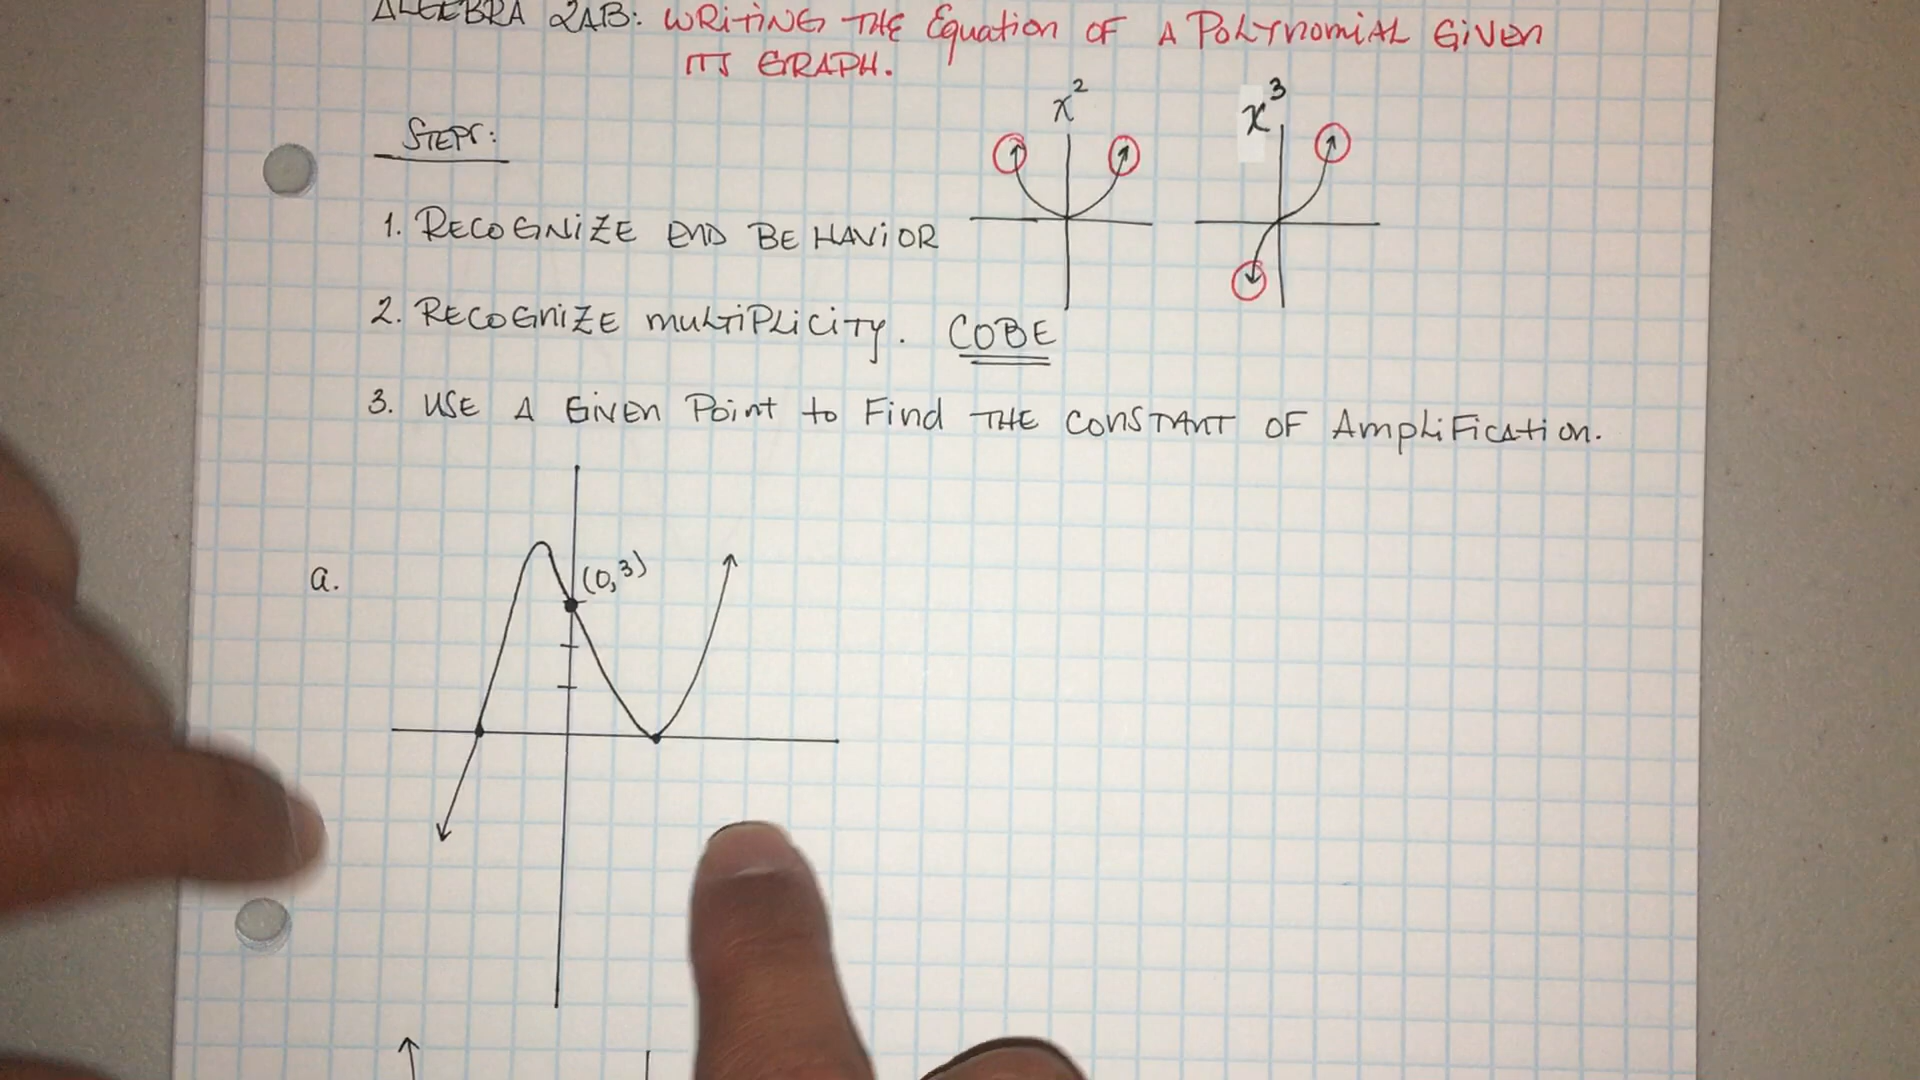 ALGEBRA 2AB: WRITING THE Equation OF A POLYNOMIAL GIVEN
ITS GRAPH.
x²
x³
STEPS:
1. RECOGNIZE END BEHAVIOR
2. RECOGNIZE MULTIPLICITY. COBE
3. USE A GIVEN POINT to FIND THE CONSTANT OF AMPLIFICATION.
a.
(0,3)